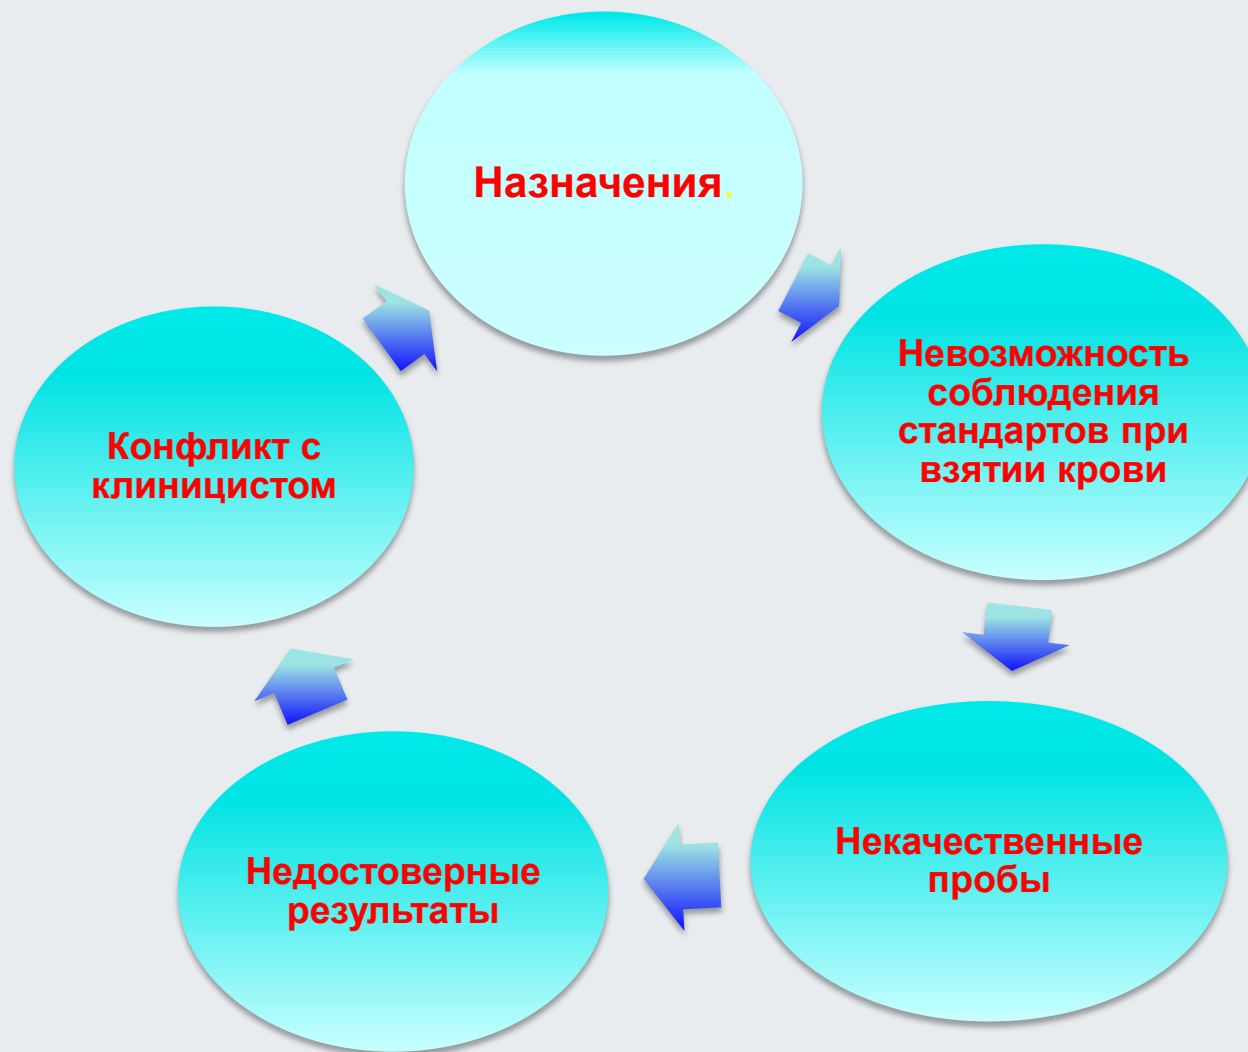 Назначения.
Невозможность
соблюдения
стандартов при
взятии крови
Некачественные
пробы
Недостоверные
результаты
Конфликт с
клиницистом